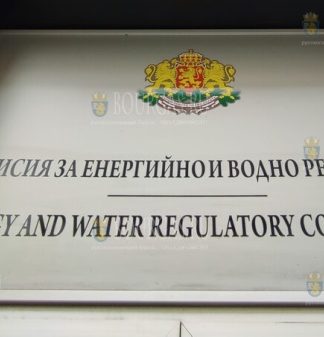 ИСИЯ ЗА ЕНЕРГИЙНО И ВОДНО РЕ
Y AND WATER REGULATORY CO